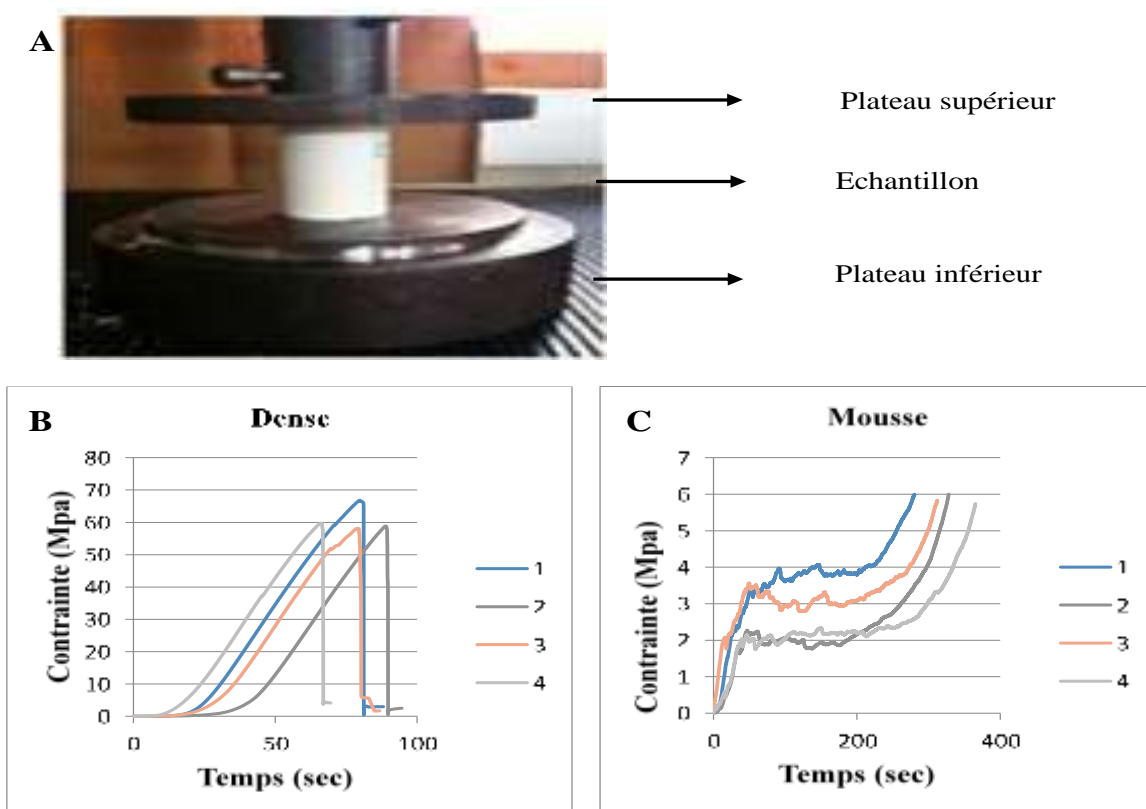 A
Plateau supérieur
Echantillon
Plateau inférieur
B
Dense
Contrainte (Mpa)
80
70
60
50
40
30
20
10
0
0 50 100
Temps (sec)
1
2
3
4
C
Mousse
Contrainte (Mpa)
7
6
5
4
3
2
1
0
0 200 400
Temps (sec)
1
2
3
4